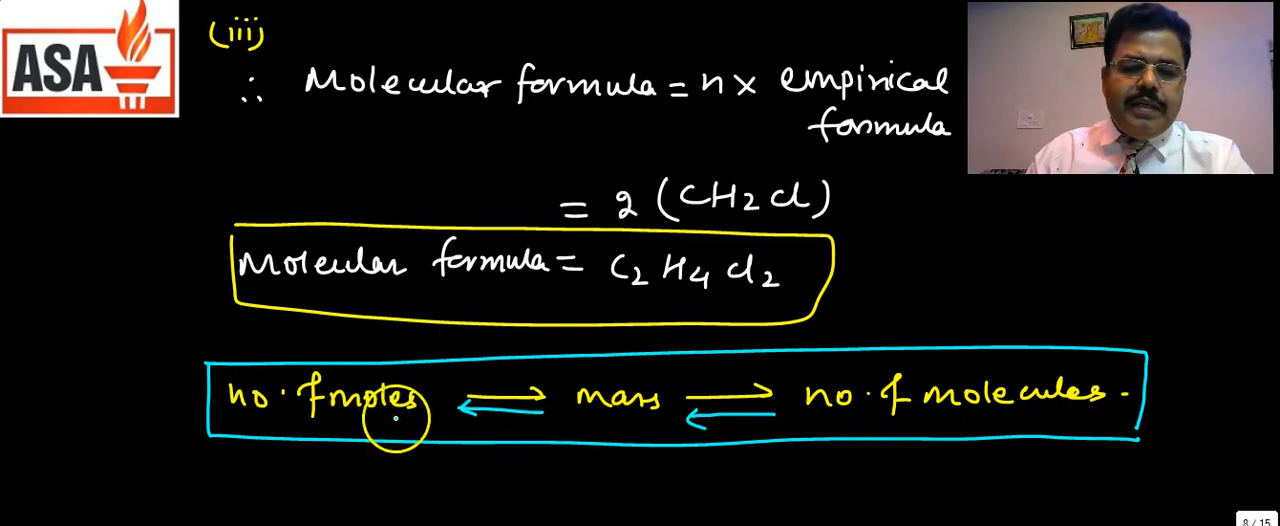 ASA
(iii)
∴ Molecular formula = n × empirical
formula
= 2 (CH2Cl)
Molecular formula = C2H4Cl2
no. of moles ⇌ mass ⇌ no. of molecules.
8 / 15